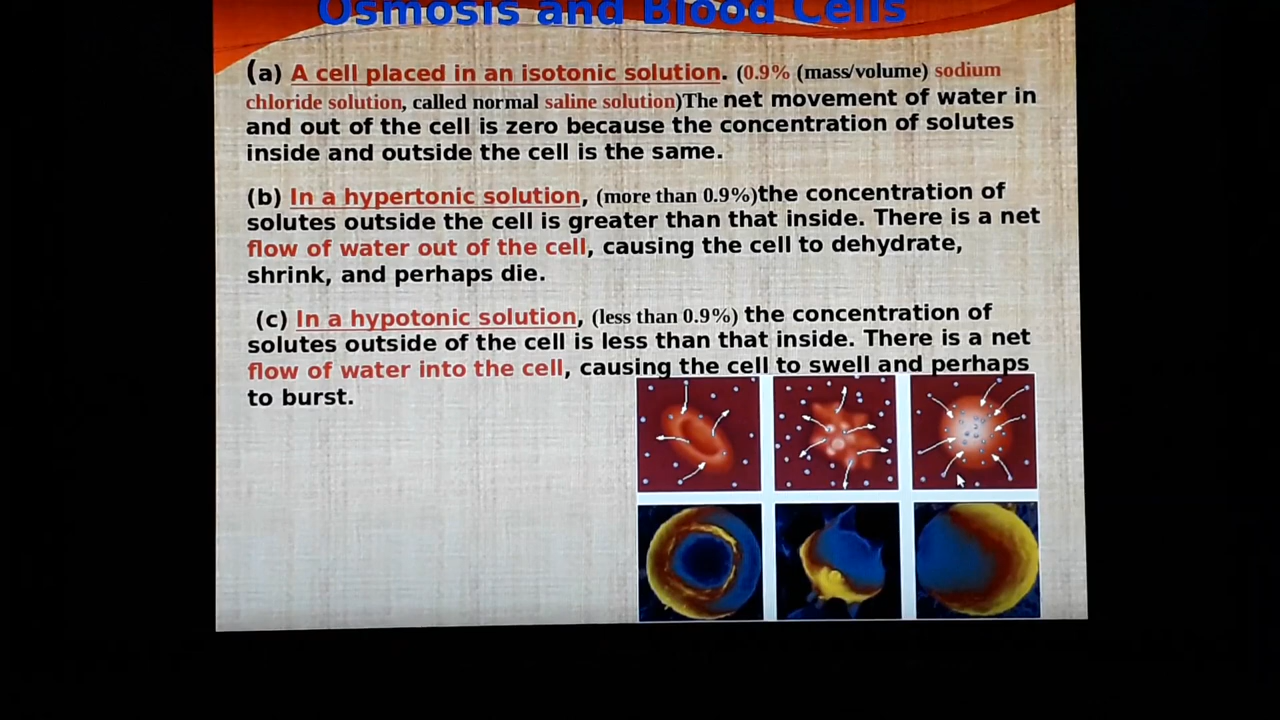 Osmosis and Blood Cells
(a) A cell placed in an isotonic solution. (0.9% (mass/volume) sodium
chloride solution, called normal saline solution)The net movement of water in
and out of the cell is zero because the concentration of solutes
inside and outside the cell is the same.
(b) In a hypertonic solution, (more than 0.9%)the concentration of
solutes outside the cell is greater than that inside. There is a net
flow of water out of the cell, causing the cell to dehydrate,
shrink, and perhaps die.
(c) In a hypotonic solution, (less than 0.9%) the concentration of
solutes outside of the cell is less than that inside. There is a net
flow of water into the cell, causing the cell to swell and perhaps
to burst.